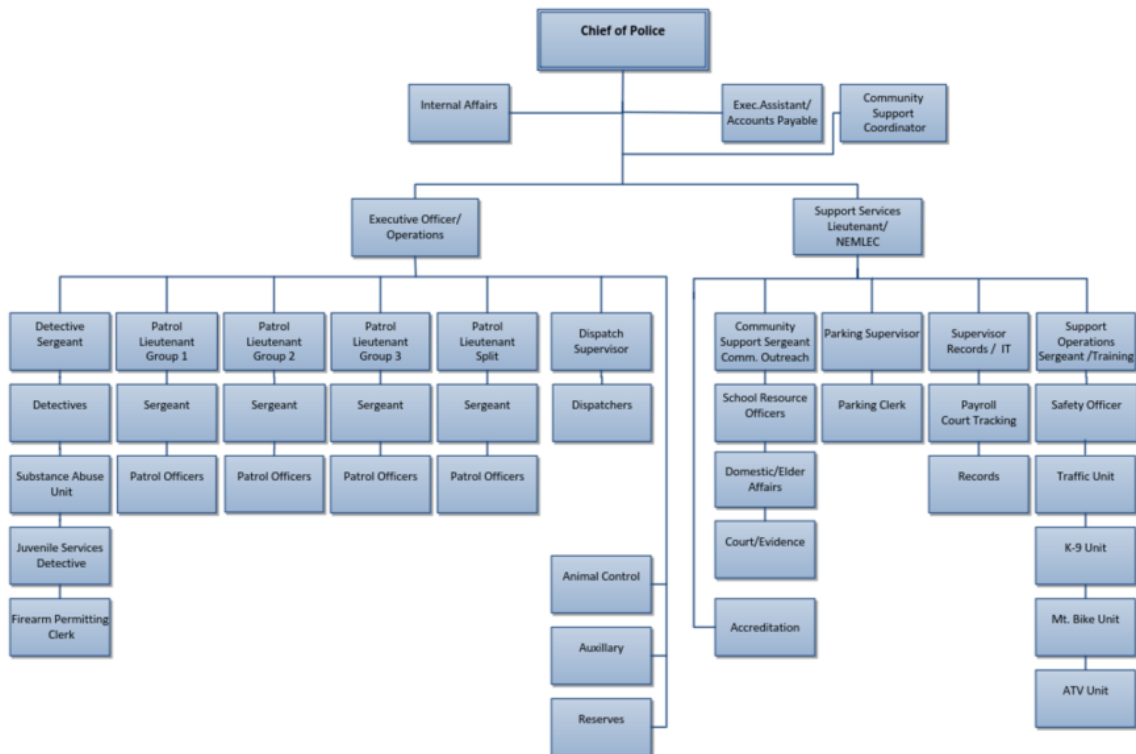 Chief of Police
Internal Affairs
Exec.Assistant/
Accounts Payable
Community
Support
Coordinator
Executive Officer/
Operations
Support Services
Lieutenant/
NEMLEC
Detective
Sergeant
Patrol
Lieutenant
Group 1
Patrol
Lieutenant
Group 2
Patrol
Lieutenant
Group 3
Patrol
Lieutenant
Split
Dispatch
Supervisor
Community
Support Sergeant
Comm. Outreach
Parking Supervisor
Supervisor
Records / IT
Support
Operations
Sergeant /Training
Detectives
Sergeant
Sergeant
Sergeant
Sergeant
Dispatchers
School Resource
Officers
Parking Clerk
Payroll
Court Tracking
Safety Officer
Substance Abuse
Unit
Patrol Officers
Patrol Officers
Patrol Officers
Patrol Officers
Domestic/Elder
Affairs
Records
Traffic Unit
Juvenile Services
Detective
Court/Evidence
K-9 Unit
Animal Control
Firearm Permitting
Clerk
Accreditation
Mt. Bike Unit
Auxillary
ATV Unit
Reserves